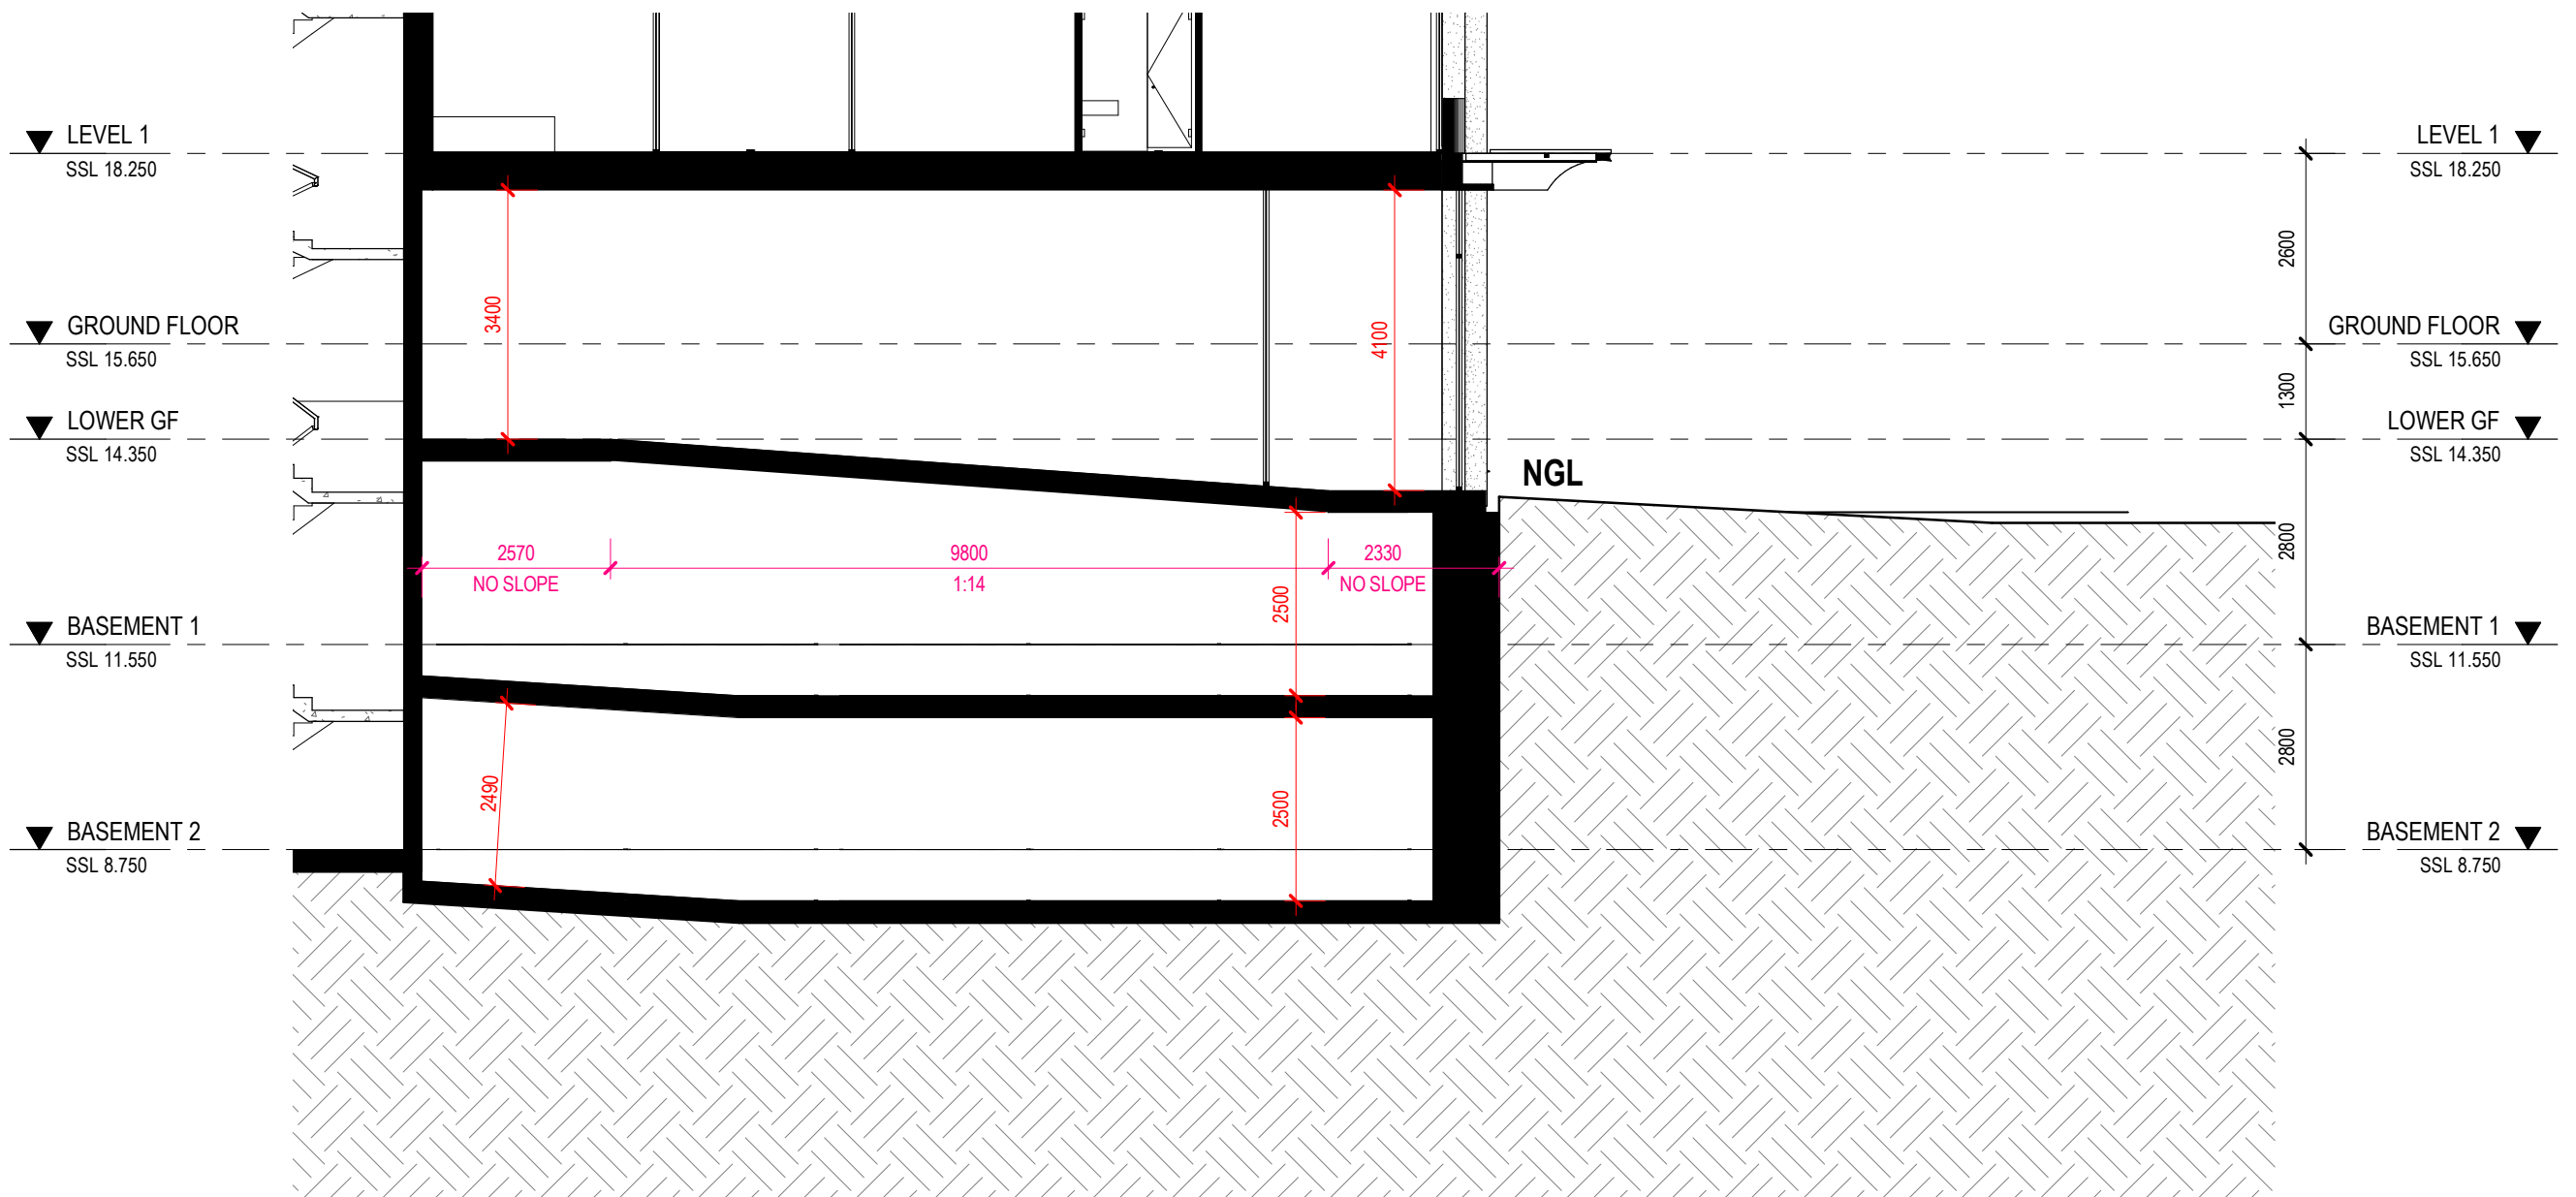 LEVEL 1
SSL 18.250
LEVEL 1
SSL 18.250
2600
3400
4100
GROUND FLOOR
SSL 15.650
GROUND FLOOR
SSL 15.650
1300
LOWER GF
SSL 14.350
LOWER GF
SSL 14.350
NGL
2570
NO SLOPE
9800
1:14
2330
NO SLOPE
2800
2500
BASEMENT 1
SSL 11.550
BASEMENT 1
SSL 11.550
2800
2490
2500
BASEMENT 2
SSL 8.750
BASEMENT 2
SSL 8.750